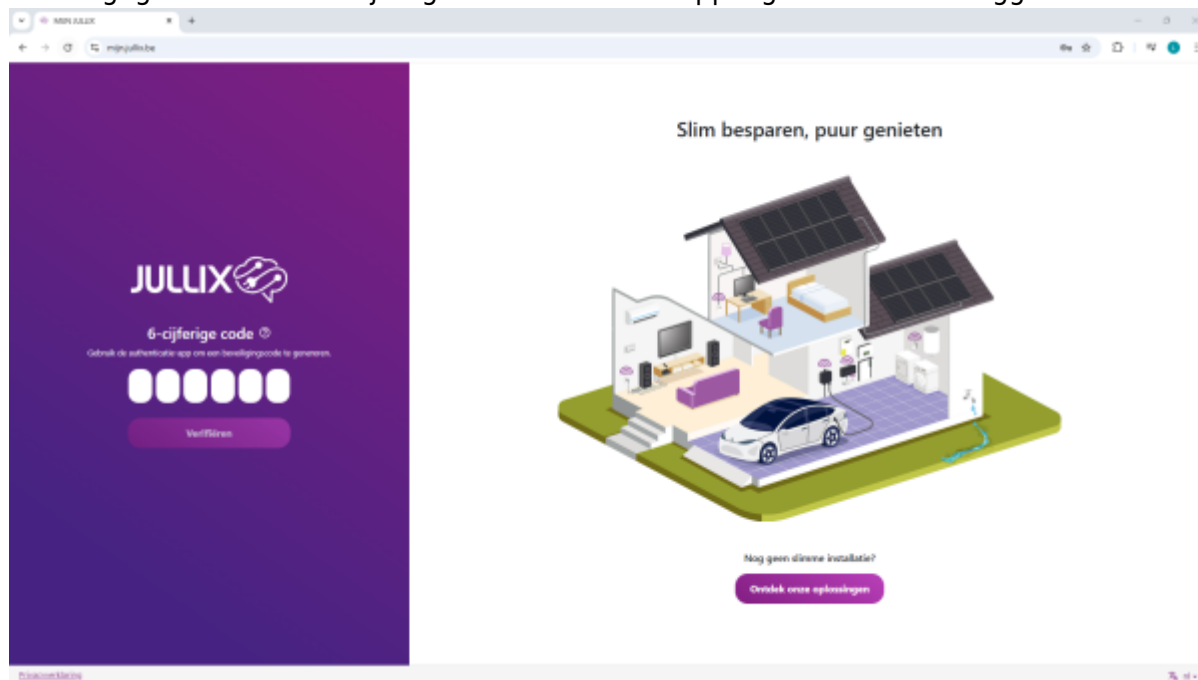 MIJN JULLIX
mijn.jullix.be
Slim besparen, puur genieten
JULLIX
6-cijferige code
Gebruik de authenticatie app om een beveiligingscode te genereren.
Verifiëren
Nog geen slimme installatie?
Ontdek onze oplossingen
Privacyverklaring
nl